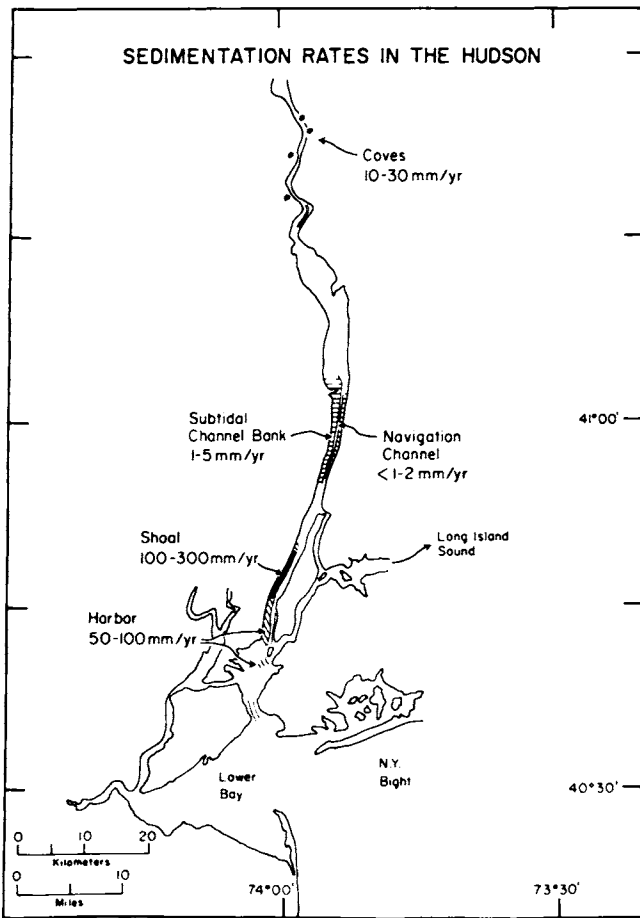 SEDIMENTATION RATES IN THE HUDSON
Coves
10-30 mm/yr
41°00'
Subtidal
Channel Bank
1-5 mm/yr
Navigation
Channel
<1-2 mm/yr
Shoal
100-300 mm/yr
Long Island
Sound
Harbor
50-100 mm/yr
Lower
Bay
N.Y.
Bight
40°30'
0 10 20
Kilometers
0 10
Miles
74°00'
73°30'